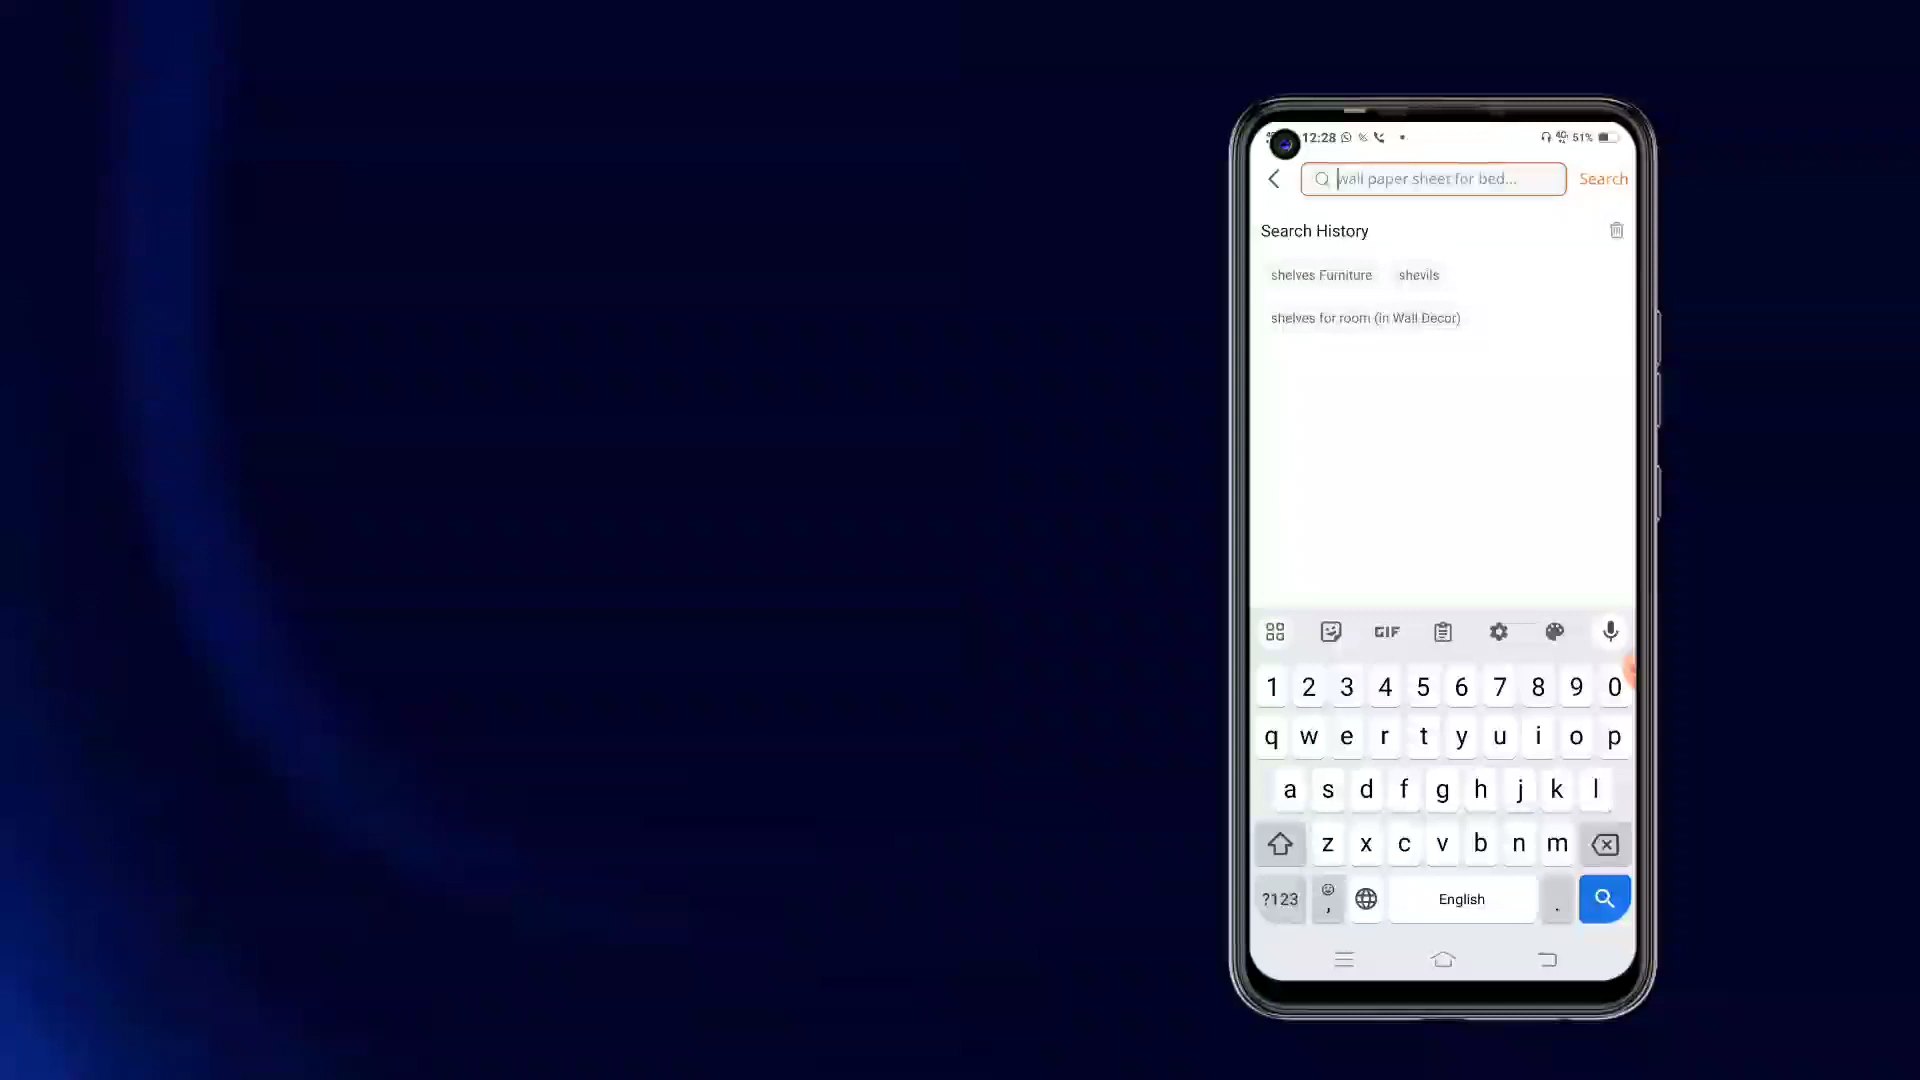 12:28
4G 51%
wall paper sheet for bed...
Search
Search History
shelves Furniture shevils
shelves for room (in Wall Decor)
GIF
1 2 3 4 5 6 7 8 9 0
q w e r t y u i o p
a s d f g h j k l
z x c v b n m
?123 , English .